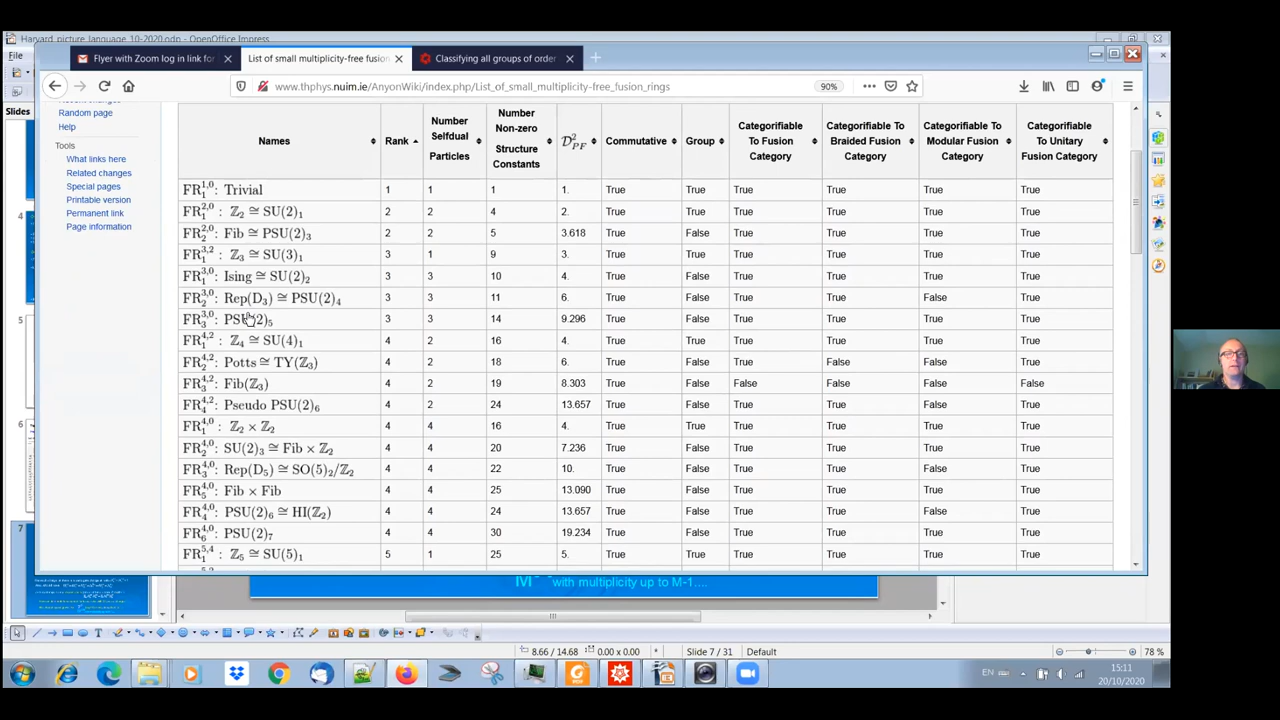 Harvard_picture_language_10-2020.odp - OpenOffice Impress
File
Flyer with Zoom log in link for
List of small multiplicity-free fusion
Classifying all groups of order
www.thphys.nuim.ie/AnyonWiki/index.php/List_of_small_multiplicity-free_fusion_rings
90%
Slides
Random page
Help
Tools
What links here
Related changes
Special pages
Printable version
Permanent link
Page information
Names Rank Number Selfdual Particles Number Non-zero Structure Constants 𝒟²_PF Commutative Group Categorifiable To Fusion Category Categorifiable To Braided Fusion Category Categorifiable To Modular Fusion Category Categorifiable To Unitary Fusion Category
FR₁^{1,0}: Trivial 1 1 1 1. True True True True True True
FR₁^{2,0}: ℤ₂ ≅ SU(2)₁ 2 2 4 2. True True True True True True
FR₂^{2,0}: Fib ≅ PSU(2)₃ 2 2 5 3.618 True False True True True True
FR₁^{3,2}: ℤ₃ ≅ SU(3)₁ 3 1 9 3. True True True True True True
FR₁^{3,0}: Ising ≅ SU(2)₂ 3 3 10 4. True False True True True True
FR₂^{3,0}: Rep(D₃) ≅ PSU(2)₄ 3 3 11 6. True False True True False True
FR₃^{3,0}: PSU(2)₅ 3 3 14 9.296 True False True True True True
FR₁^{4,2}: ℤ₄ ≅ SU(4)₁ 4 2 16 4. True True True True True True
FR₂^{4,2}: Potts ≅ TY(ℤ₃) 4 2 18 6. True False True False False True
FR₃^{4,2}: Fib(ℤ₃) 4 2 19 8.303 True False False False False False
FR₄^{4,2}: Pseudo PSU(2)₆ 4 2 24 13.657 True False True True False True
FR₁^{4,0}: ℤ₂ × ℤ₂ 4 4 16 4. True True True True True True
FR₂^{4,0}: SU(2)₃ ≅ Fib × ℤ₂ 4 4 20 7.236 True False True True True True
FR₃^{4,0}: Rep(D₅) ≅ SO(5)₂/ℤ₂ 4 4 22 10. True False True True False True
FR₅^{4,0}: Fib × Fib 4 4 25 13.090 True False True True True True
FR₄^{4,0}: PSU(2)₆ ≅ HI(ℤ₂) 4 4 24 13.657 True False True True False True
FR₆^{4,0}: PSU(2)₇ 4 4 30 19.234 True False True True True True
FR₁^{5,4}: ℤ₅ ≅ SU(5)₁ 5 1 25 5. True True True True True True
4
5
6
7
with multiplicity up to M-1....
8.66 / 14.68
0.00 x 0.00
Slide 7 / 31
Default
78 %
EN
15:11
20/10/2020